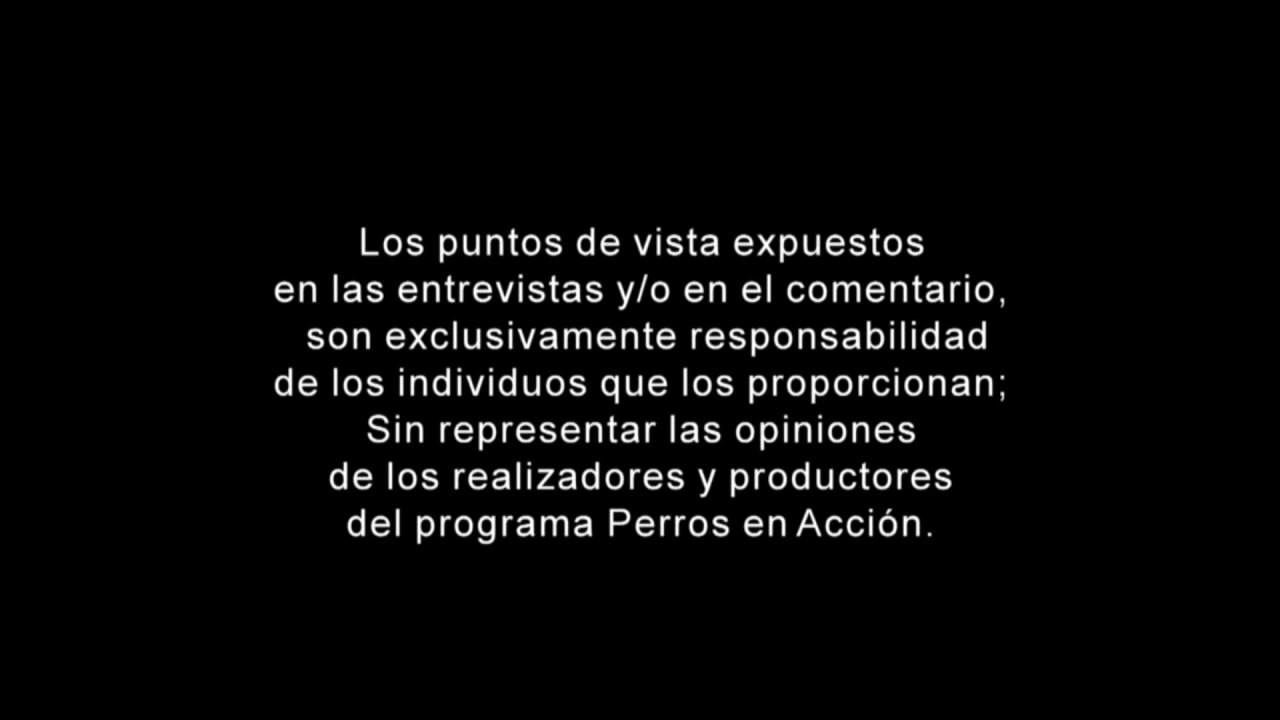 Los puntos de vista expuestos
en las entrevistas y/o en el comentario,
son exclusivamente responsabilidad
de los individuos que los proporcionan;
Sin representar las opiniones
de los realizadores y productores
del programa Perros en Acción.